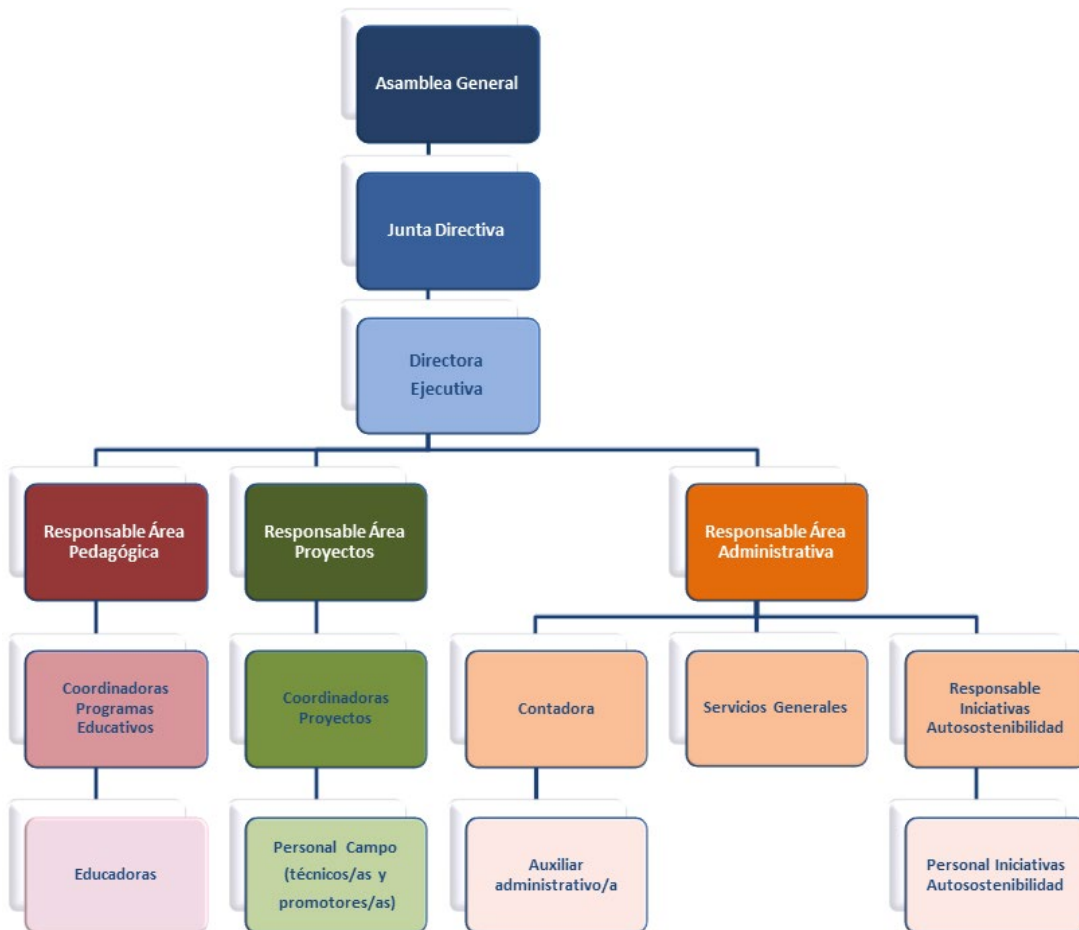 Asamblea General
Junta Directiva
Directora
Ejecutiva
Responsable Área
Pedagógica
Responsable Área
Proyectos
Responsable Área
Administrativa
Coordinadoras
Programas
Educativos
Coordinadoras
Proyectos
Contadora
Servicios Generales
Responsable
Iniciativas
Autosostenibilidad
Educadoras
Personal Campo
(técnicos/as y
promotores/as)
Auxiliar
administrativo/a
Personal Iniciativas
Autosostenibilidad